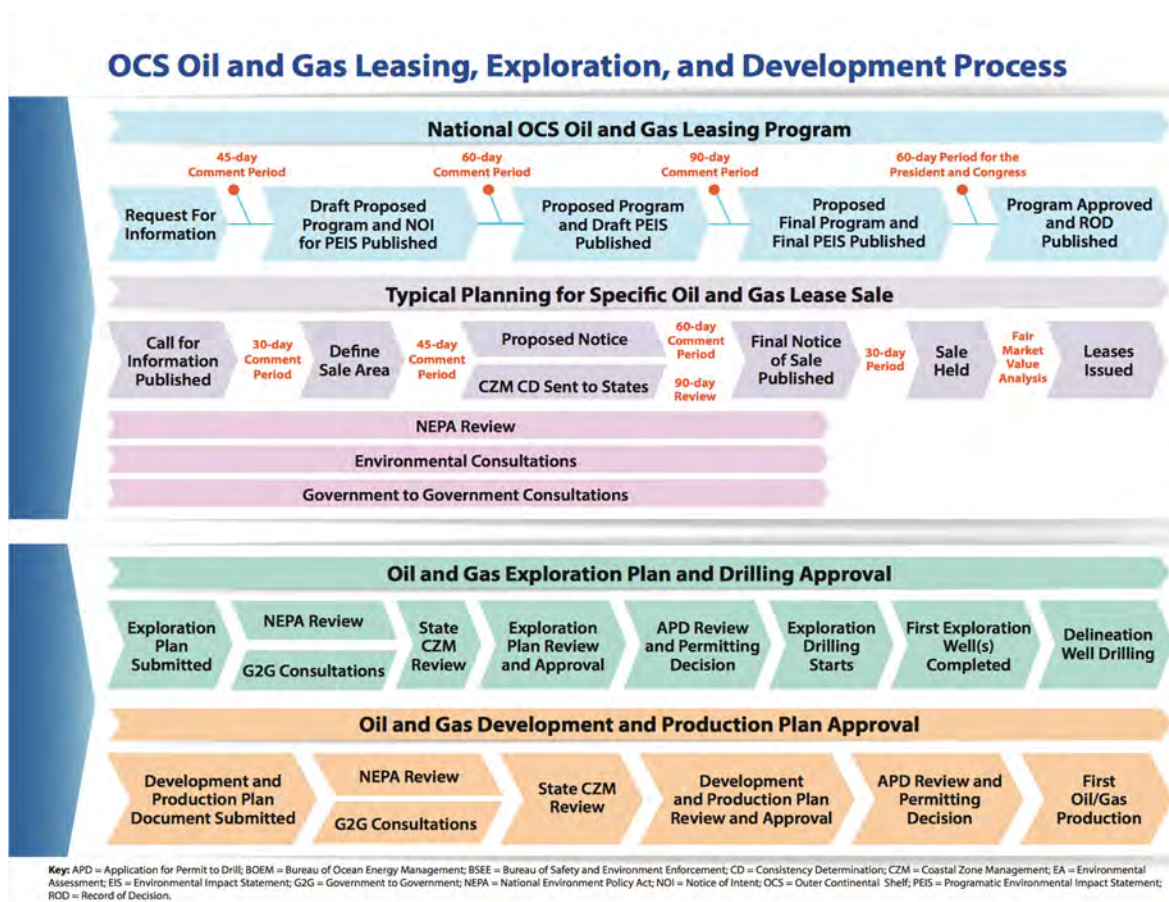 OCS Oil and Gas Leasing, Exploration, and Development Process
National OCS Oil and Gas Leasing Program
45-day
Comment Period
60-day
Comment Period
90-day
Comment Period
60-day Period for the
President and Congress
Request For
Information
Draft Proposed
Program and NOI
for PEIS Published
Proposed Program
and Draft PEIS
Published
Proposed
Final Program and
Final PEIS Published
Program Approved
and ROD
Published
Typical Planning for Specific Oil and Gas Lease Sale
Call for
Information
Published
30-day
Comment
Period
Define
Sale Area
45-day
Comment
Period
Proposed Notice
CZM CD Sent to States
60-day
Comment
Period
90-day
Review
Final Notice
of Sale
Published
30-day
Period
Sale
Held
Fair
Market
Value
Analysis
Leases
Issued
NEPA Review
Environmental Consultations
Government to Government Consultations
Oil and Gas Exploration Plan and Drilling Approval
Exploration
Plan
Submitted
NEPA Review
G2G Consultations
State
CZM
Review
Exploration
Plan Review
and Approval
APD Review
and Permitting
Decision
Exploration
Drilling
Starts
First Exploration
Well(s)
Completed
Delineation
Well Drilling
Oil and Gas Development and Production Plan Approval
Development and
Production Plan
Document Submitted
NEPA Review
G2G Consultations
State CZM
Review
Development
and Production Plan
Review and Approval
APD Review and
Permitting
Decision
First
Oil/Gas
Production
Key: APD = Application for Permit to Drill; BOEM = Bureau of Ocean Energy Management; BSEE = Bureau of Safety and Environment Enforcement; CD = Consistency Determination; CZM = Coastal Zone Management; EA = Environmental
Assessment; EIS = Environmental Impact Statement; G2G = Government to Government; NEPA = National Environment Policy Act; NOI = Notice of Intent; OCS = Outer Continental Shelf; PEIS = Programatic Environmental Impact Statement;
ROD = Record of Decision.